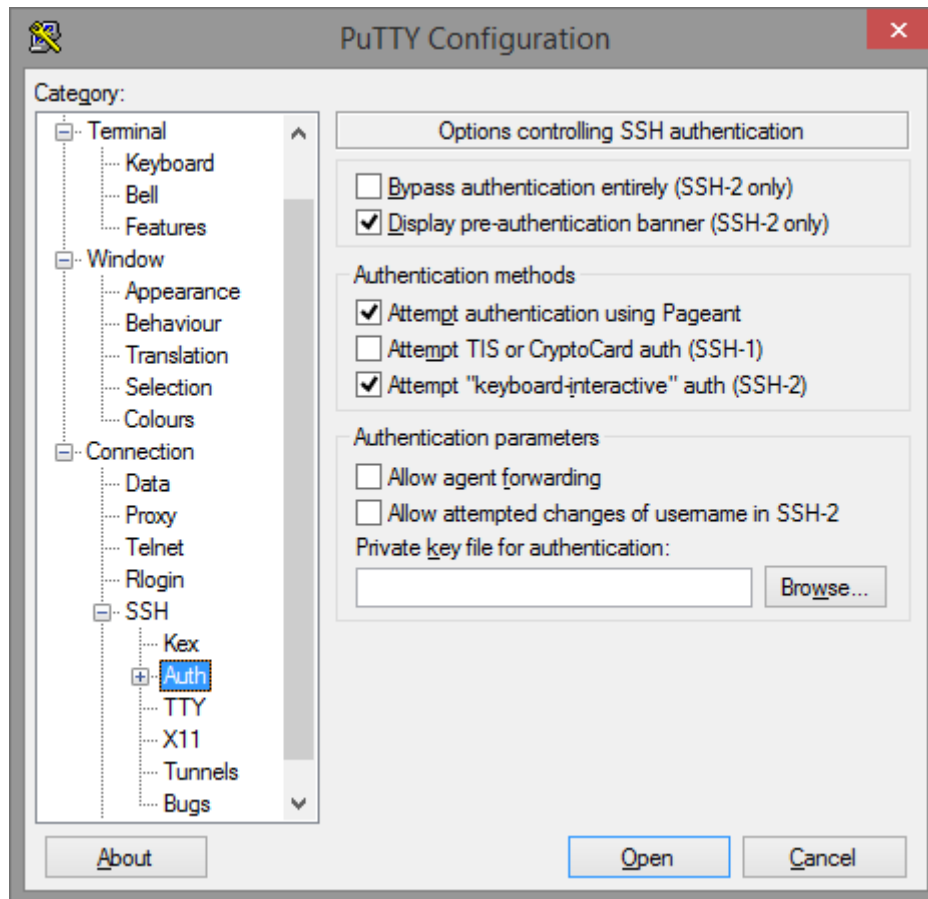 PuTTY Configuration
Category:
Terminal
Keyboard
Bell
Features
Window
Appearance
Behaviour
Translation
Selection
Colours
Connection
Data
Proxy
Telnet
Rlogin
SSH
Kex
Auth
TTY
X11
Tunnels
Bugs
Options controlling SSH authentication
Bypass authentication entirely (SSH-2 only)
Display pre-authentication banner (SSH-2 only)
Authentication methods
Attempt authentication using Pageant
Attempt TIS or CryptoCard auth (SSH-1)
Attempt "keyboard-interactive" auth (SSH-2)
Authentication parameters
Allow agent forwarding
Allow attempted changes of username in SSH-2
Private key file for authentication:
Browse...
About
Open
Cancel